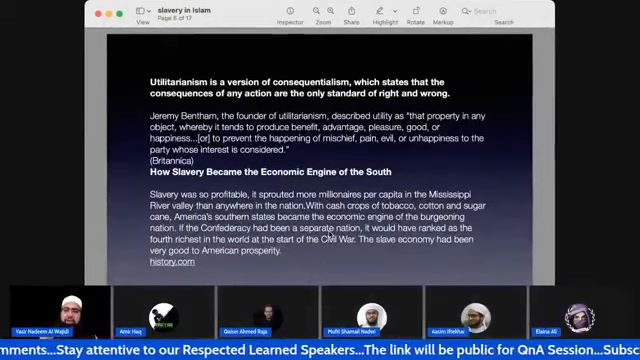 slavery in Islam
Page 5 of 17
View
Inspector
Zoom
Share
Highlight
Rotate
Markup
Search
Search
Utilitarianism is a version of consequentialism, which states that the
consequences of any action are the only standard of right and wrong.
Jeremy Bentham, the founder of utilitarianism, described utility as "that property in any
object, whereby it tends to produce benefit, advantage, pleasure, good, or
happiness...[or] to prevent the happening of mischief, pain, evil, or unhappiness to the
party whose interest is considered."
(Britannica)
How Slavery Became the Economic Engine of the South
Slavery was so profitable, it sprouted more millionaires per capita in the Mississippi
River valley than anywhere in the nation.With cash crops of tobacco, cotton and sugar
cane, America's southern states became the economic engine of the burgeoning
nation. If the Confederacy had been a separate nation, it would have ranked as the
fourth richest in the world at the start of the Civil War. The slave economy had been
very good to American prosperity.
history.com
Yasir Nadeem Al Wajidi
Amir Haq
Qaiser Ahmed Raja
Mufti Shamail Nadwi
Aasim Iftekhar
Elaina Ali
mments...Stay attentive to our Respected Learned Speakers...The link will be public for QnA Session...Subsc